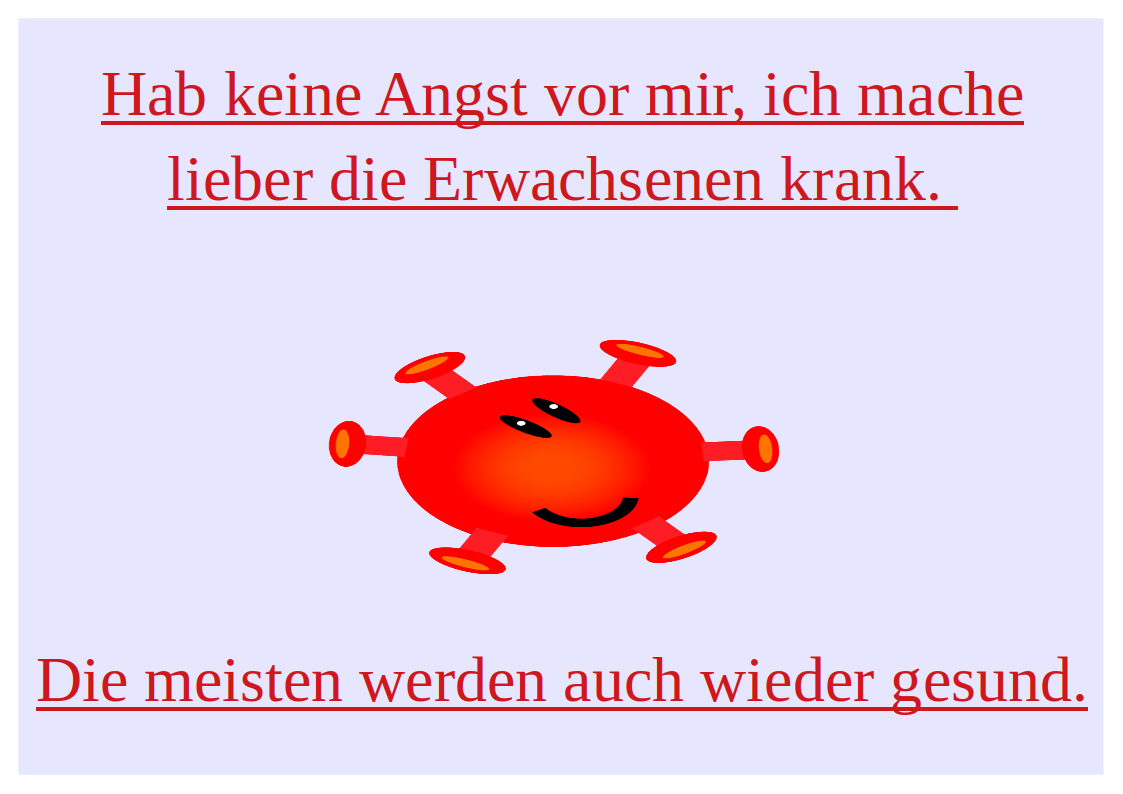 Hab keine Angst vor mir, ich mache
lieber die Erwachsenen krank.
Die meisten werden auch wieder gesund.